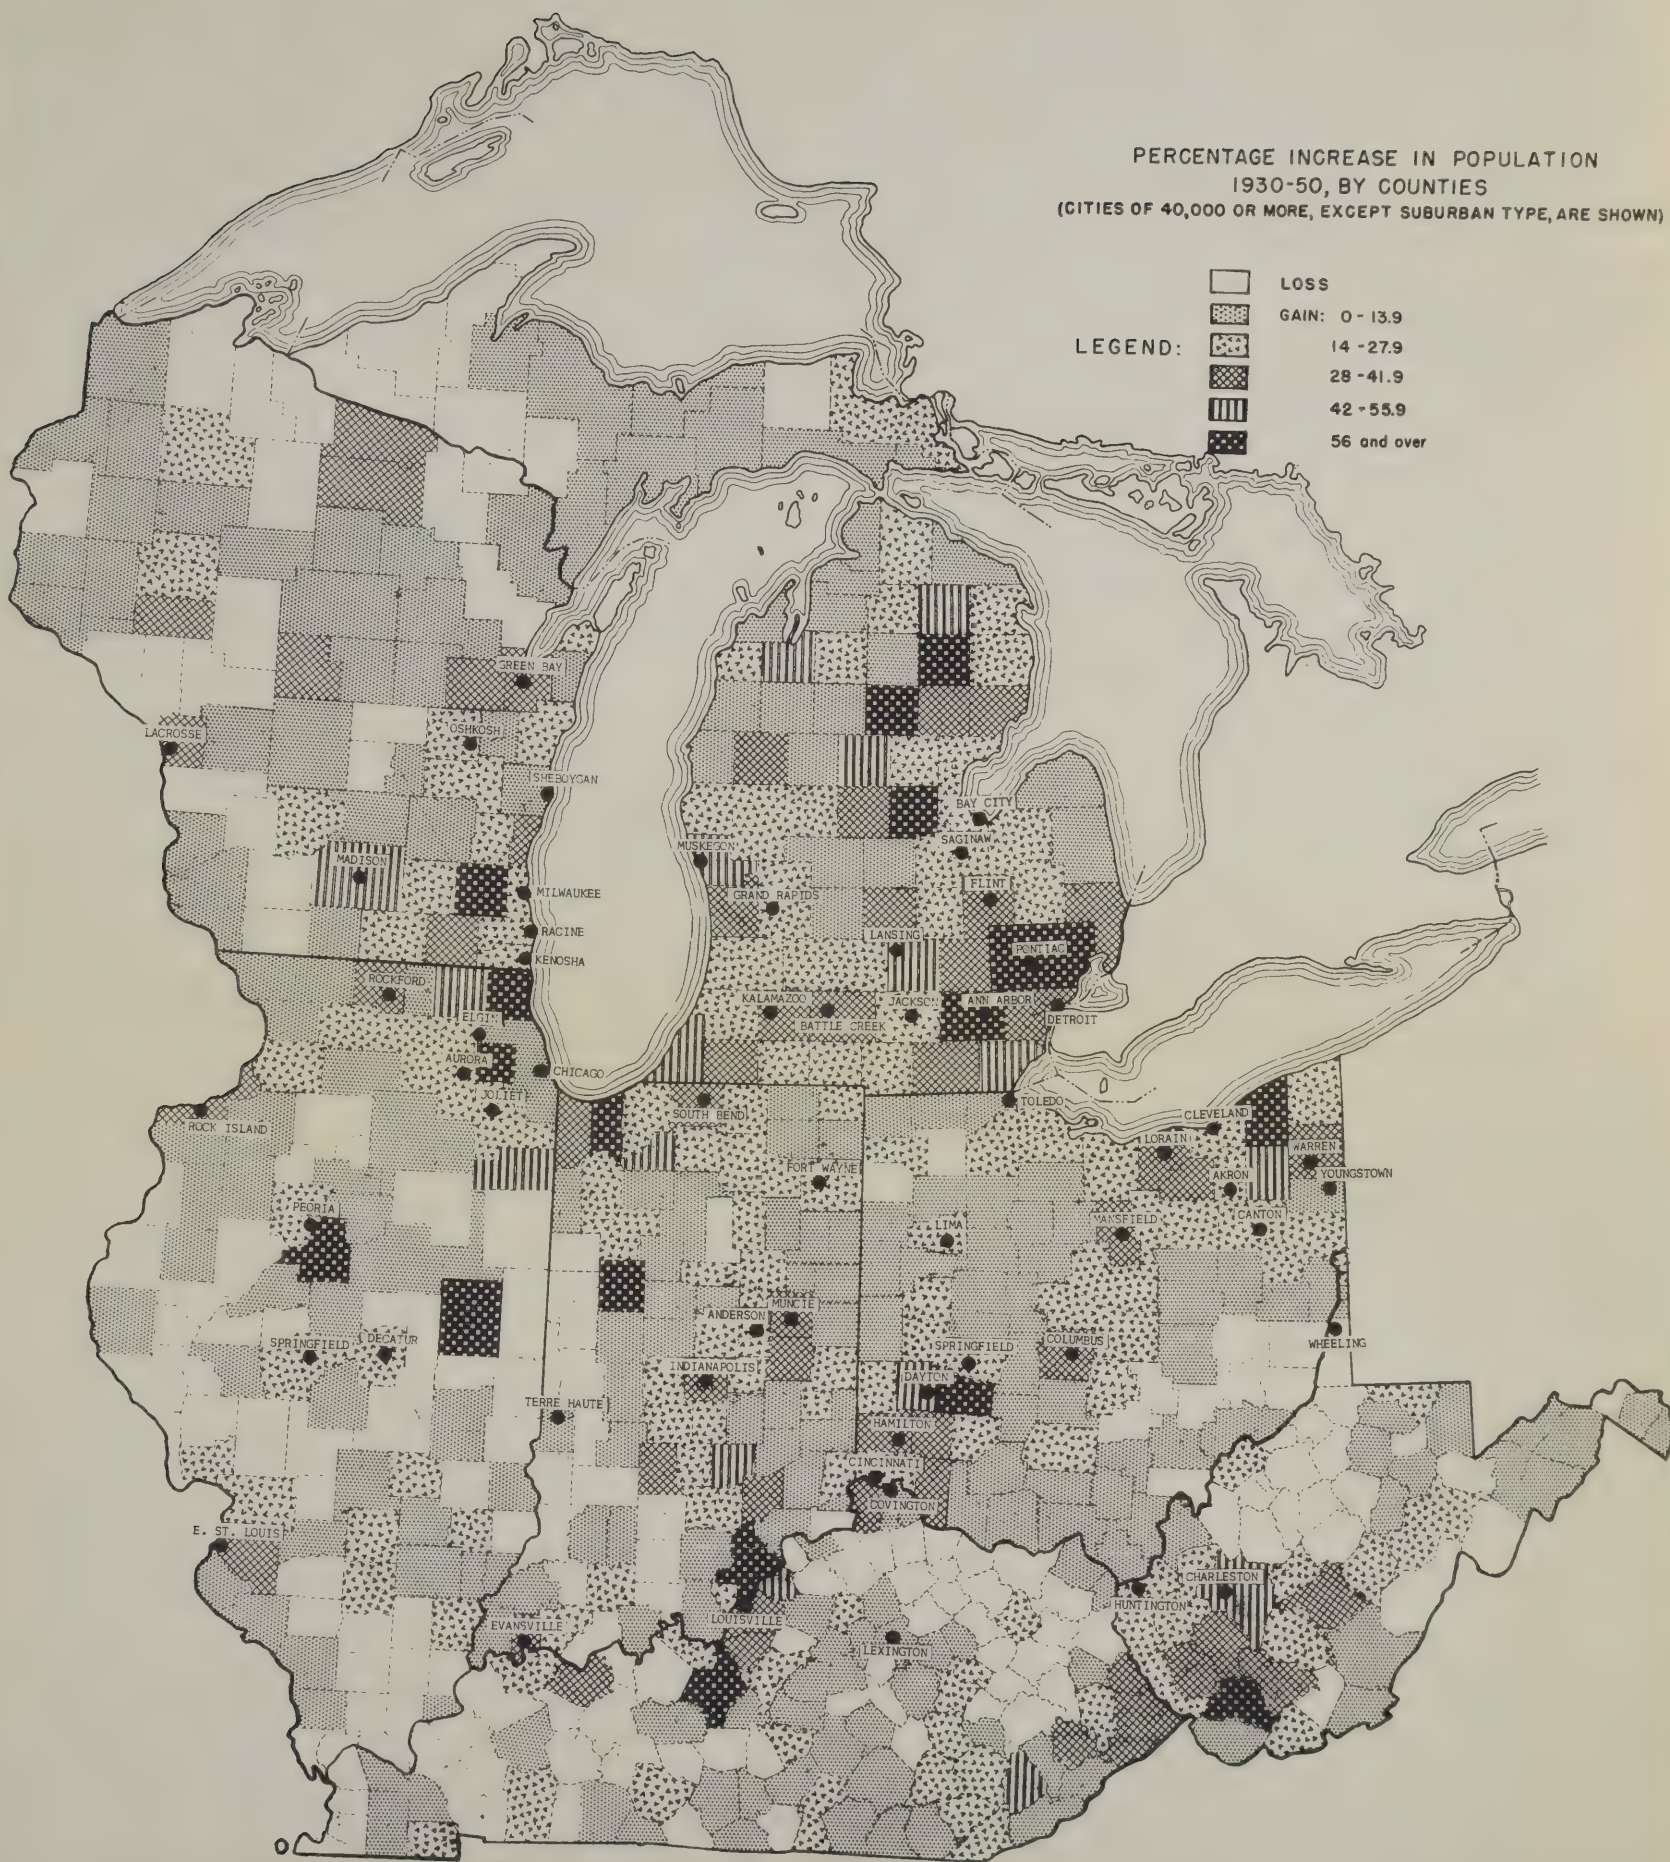 PERCENTAGE INCREASE IN POPULATION
1930-50, BY COUNTIES
(CITIES OF 40,000 OR MORE, EXCEPT SUBURBAN TYPE, ARE SHOWN)
LEGEND:
LOSS
GAIN: 0 - 13.9
14 - 27.9
28 - 41.9
42 - 55.9
56 and over
GREEN BAY
LACROSSE
OSHKOSH
SHEBOYGAN
MADISON
MILWAUKEE
RACINE
KENOSHA
BAY CITY
SAGINAW
MUSKEGON
GRAND RAPIDS
FLINT
LANSING
PONTIAC
KALAMAZOO
BATTLE CREEK
JACKSON
ANN ARBOR
DETROIT
ROCKFORD
ELGIN
AURORA
CHICAGO
JOLIET
ROCK ISLAND
SOUTH BEND
TOLEDO
CLEVELAND
LORAIN
WARREN
AKRON
YOUNGSTOWN
FORT WAYNE
PEORIA
LIMA
MANSFIELD
CANTON
MUNCIE
ANDERSON
SPRINGFIELD
DECATUR
SPRINGFIELD
COLUMBUS
WHEELING
INDIANAPOLIS
DAYTON
TERRE HAUTE
HAMILTON
CINCINNATI
COVINGTON
E. ST. LOUIS
CHARLESTON
HUNTINGTON
LOUISVILLE
EVANSVILLE
LEXINGTON